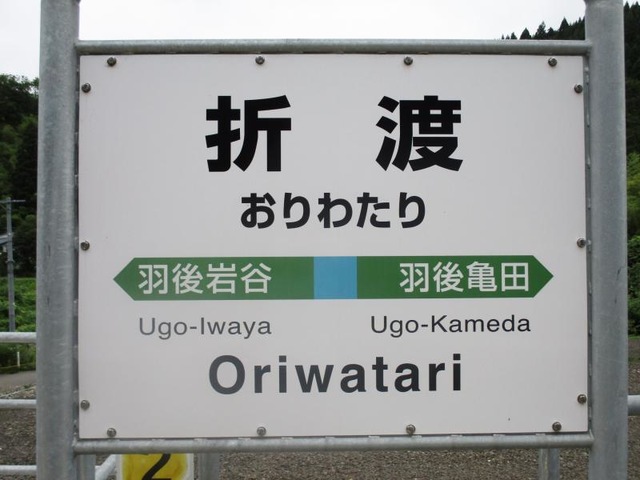 折渡
おりわたり
羽後岩谷 羽後亀田
Ugo-Iwaya Ugo-Kameda
Oriwatari
2